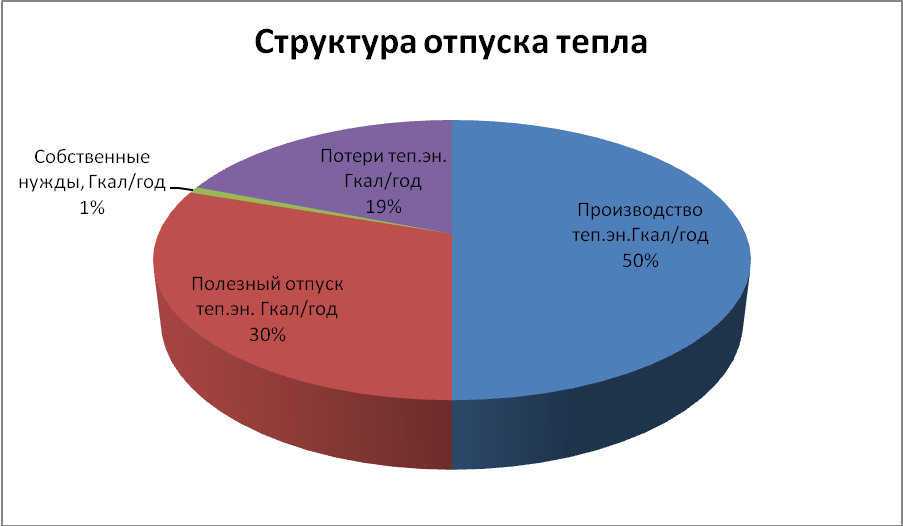 Структура отпуска тепла
Собственные
нужды, Гкал/год
1%
Потери теп.эн.
Гкал/год
19%
Производство
теп.эн.Гкал/год
50%
Полезный отпуск
теп.эн. Гкал/год
30%